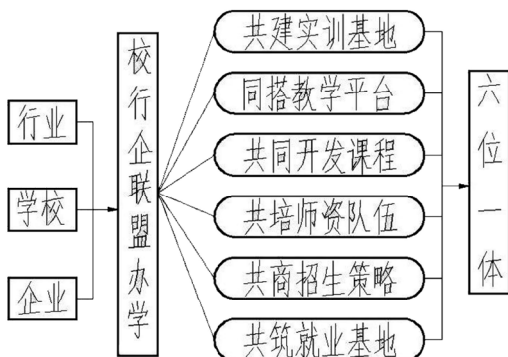 行业
学校
企业
校行企联盟办学
共建实训基地
同搭教学平台
共同开发课程
共培师资队伍
共商招生策略
共筑就业基地
六位一体